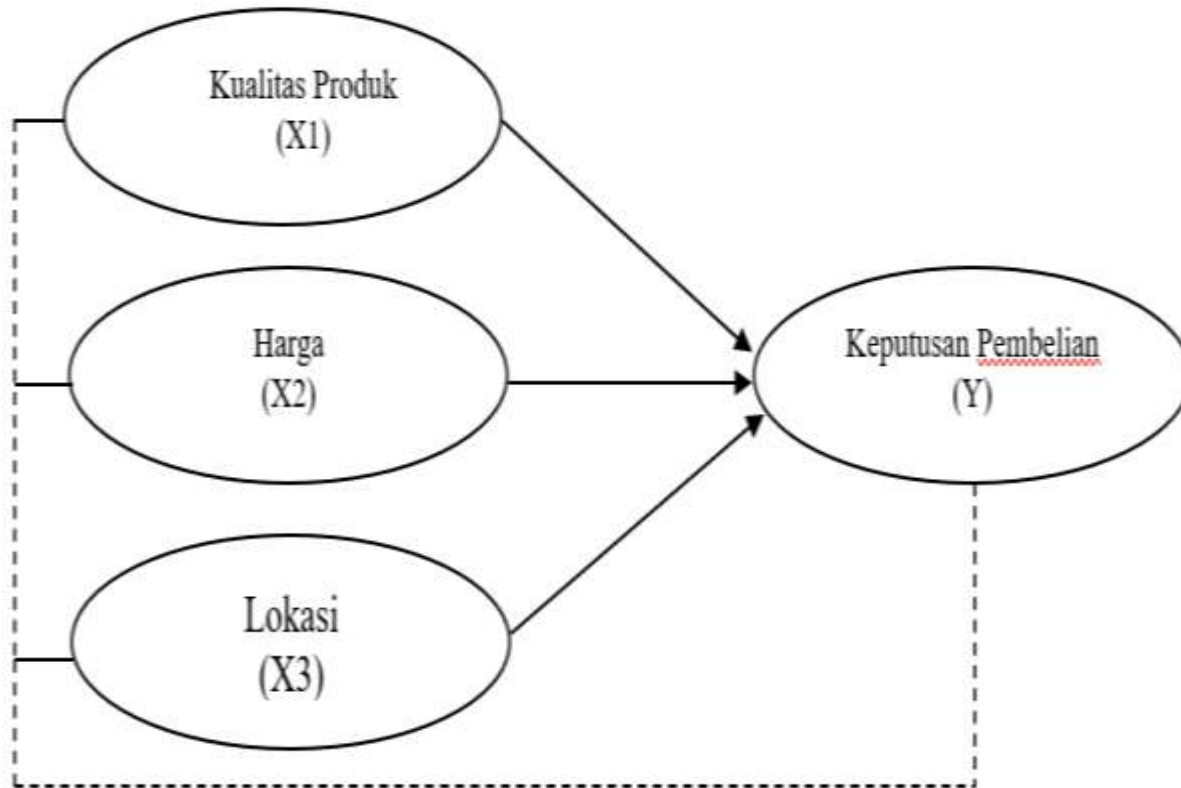 Kualitas Produk
(X1)
Harga
(X2)
Keputusan Pembelian
(Y)
Lokasi
(X3)